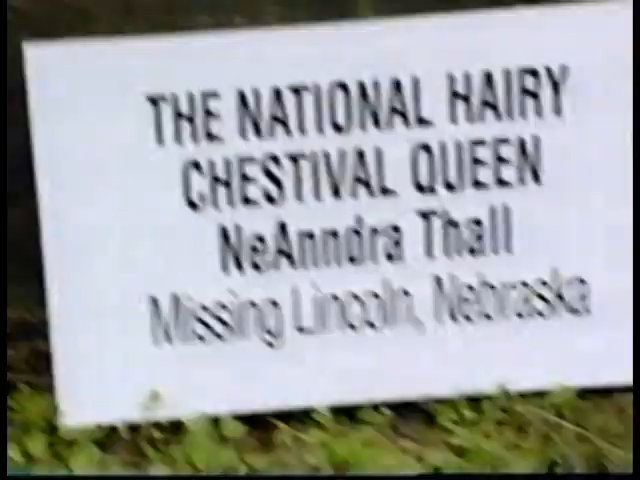 THE NATIONAL HAIRY
CHESTIVAL QUEEN
NeAnndra Thall
Missing Lincoln, Nebraska